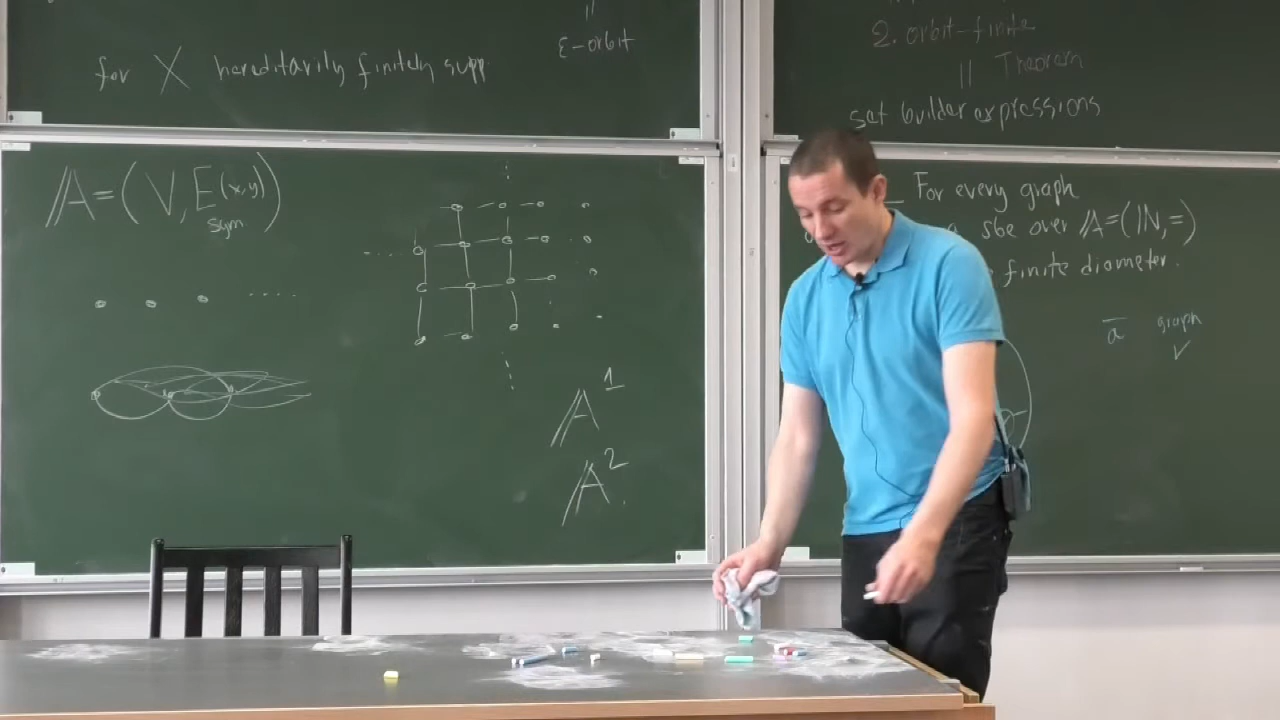 for X hereditarily finitely supp
ε-orbit
𝔸=(V,E(x,y))
sym
𝔸¹
𝔸².
2. orbit-finite
|| Theorem
set builder expressions
For every graph
a sbe over 𝔸=(ℕ,=)
finite diameter.
a̅ graph
✓